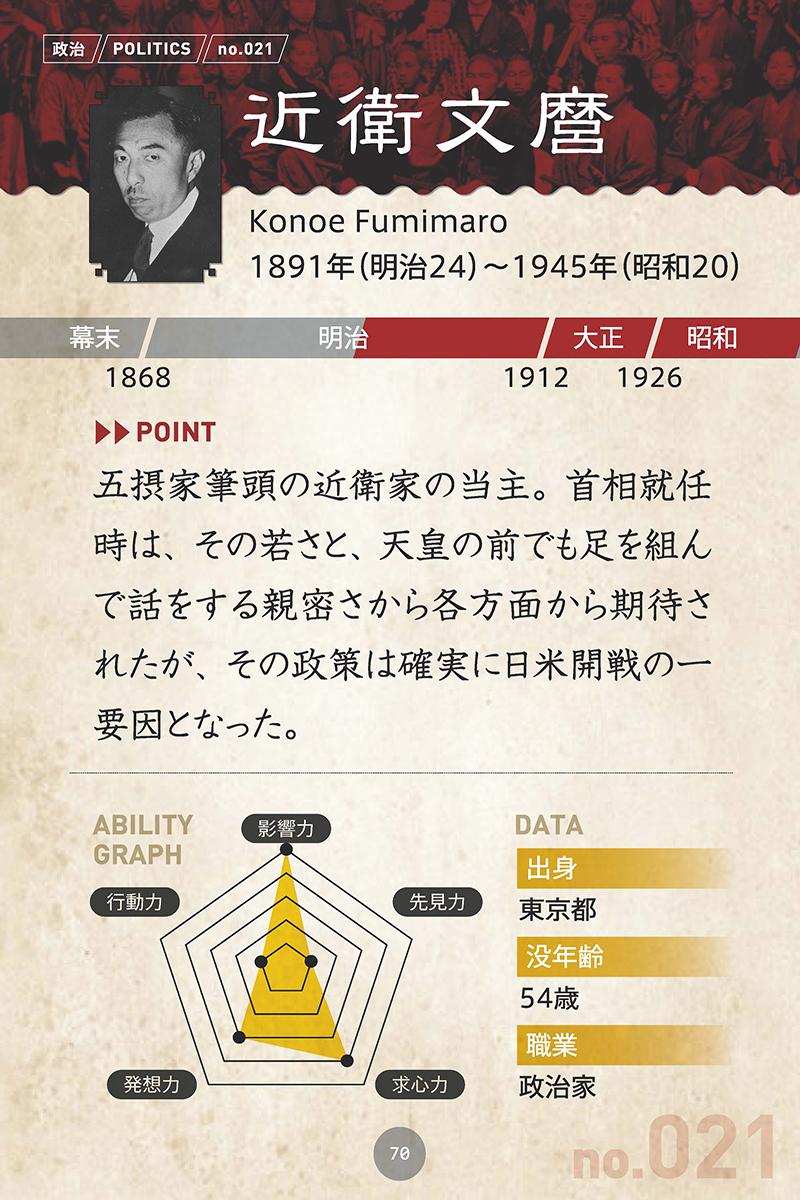 政治 POLITICS no.021
近衛文麿
Konoe Fumimaro
1891年(明治24)〜1945年(昭和20)
幕末 明治 大正 昭和
1868 1912 1926
POINT
五摂家筆頭の近衛家の当主。首相就任
時は、その若さと、天皇の前でも足を組ん
で話をする親密さから各方面から期待さ
れたが、その政策は確実に日米開戦の一
要因となった。
ABILITY
GRAPH
影響力
行動力
先見力
発想力
求心力
DATA
出身
東京都
没年齢
54歳
職業
政治家
70
no.021